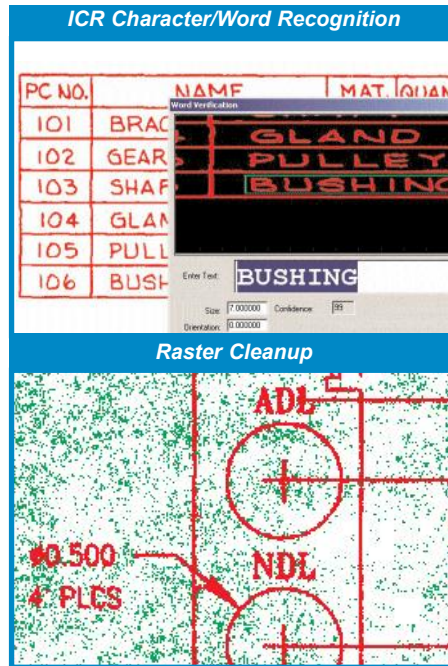 ICR Character/Word Recognition
PC NO. NAME MAT. QUAN
Word Verification
101 BRAC
102 GEAR
103 SHAF
104 GLAN
105 PULL
106 BUSH
GLAND
PULLEY
BUSHING
Enter Text: BUSHING
Size: 7.000000 Confidence: 99
Orientation: 0.000000
Raster Cleanup
ADL
ø0.500
4 PLCS
NDL